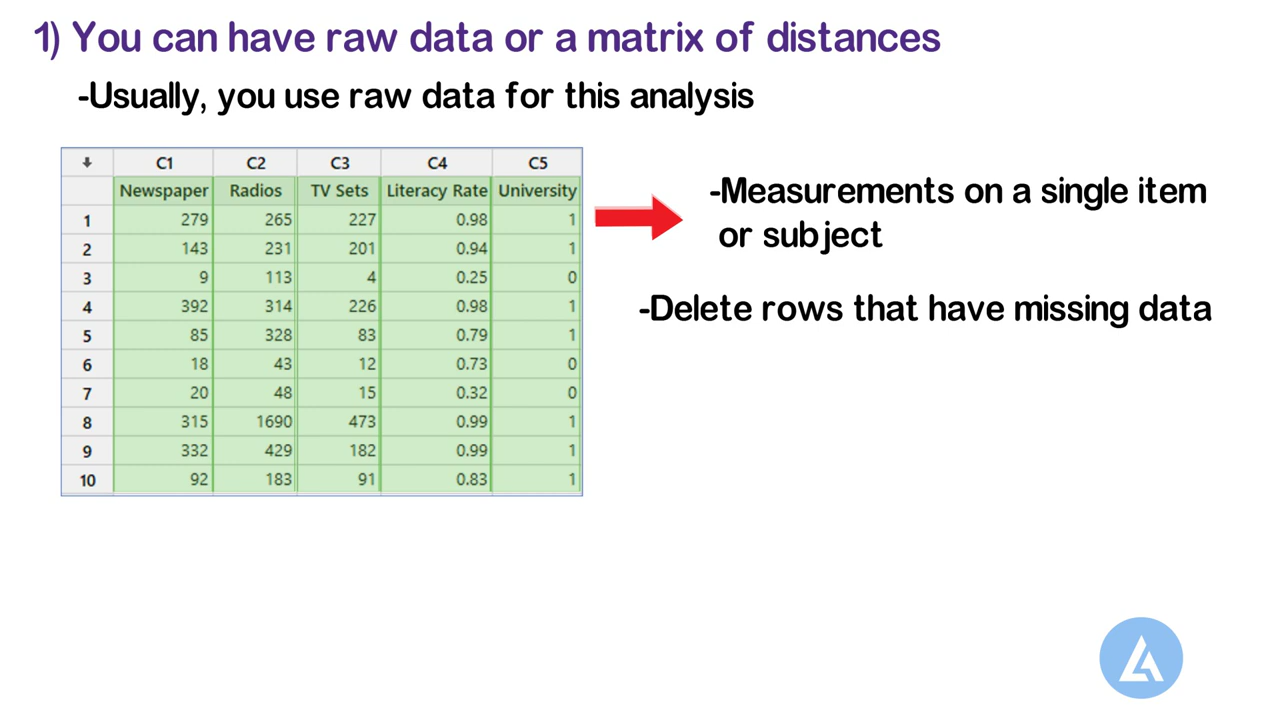 1) You can have raw data or a matrix of distances
-Usually, you use raw data for this analysis
C1 C2 C3 C4 C5
Newspaper Radios TV Sets Literacy Rate University
1 279 265 227 0.98 1
2 143 231 201 0.94 1
3 9 113 4 0.25 0
4 392 314 226 0.98 1
5 85 328 83 0.79 1
6 18 43 12 0.73 0
7 20 48 15 0.32 0
8 315 1690 473 0.99 1
9 332 429 182 0.99 1
10 92 183 91 0.83 1
-Measurements on a single item
or subject
-Delete rows that have missing data